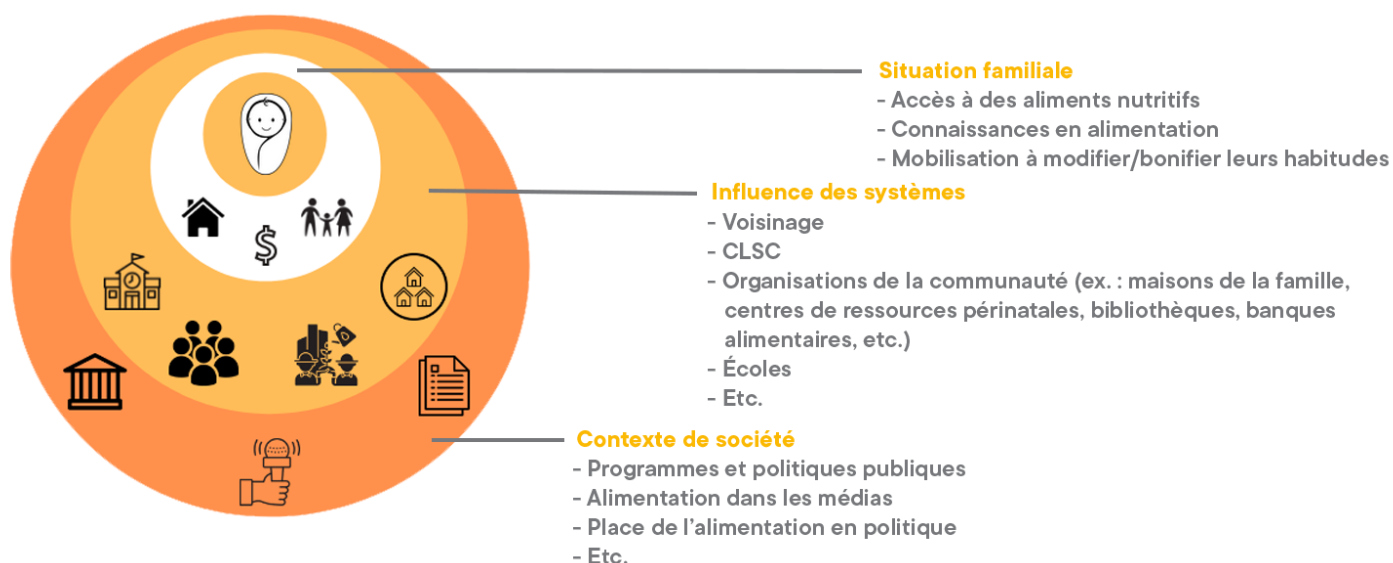 Situation familiale
- Accès à des aliments nutritifs
- Connaissances en alimentation
- Mobilisation à modifier/bonifier leurs habitudes
Influence des systèmes
- Voisinage
- CLSC
- Organisations de la communauté (ex. : maisons de la famille,
centres de ressources périnatales, bibliothèques, banques
alimentaires, etc.)
- Écoles
- Etc.
Contexte de société
- Programmes et politiques publiques
- Alimentation dans les médias
- Place de l'alimentation en politique
- Etc.
$